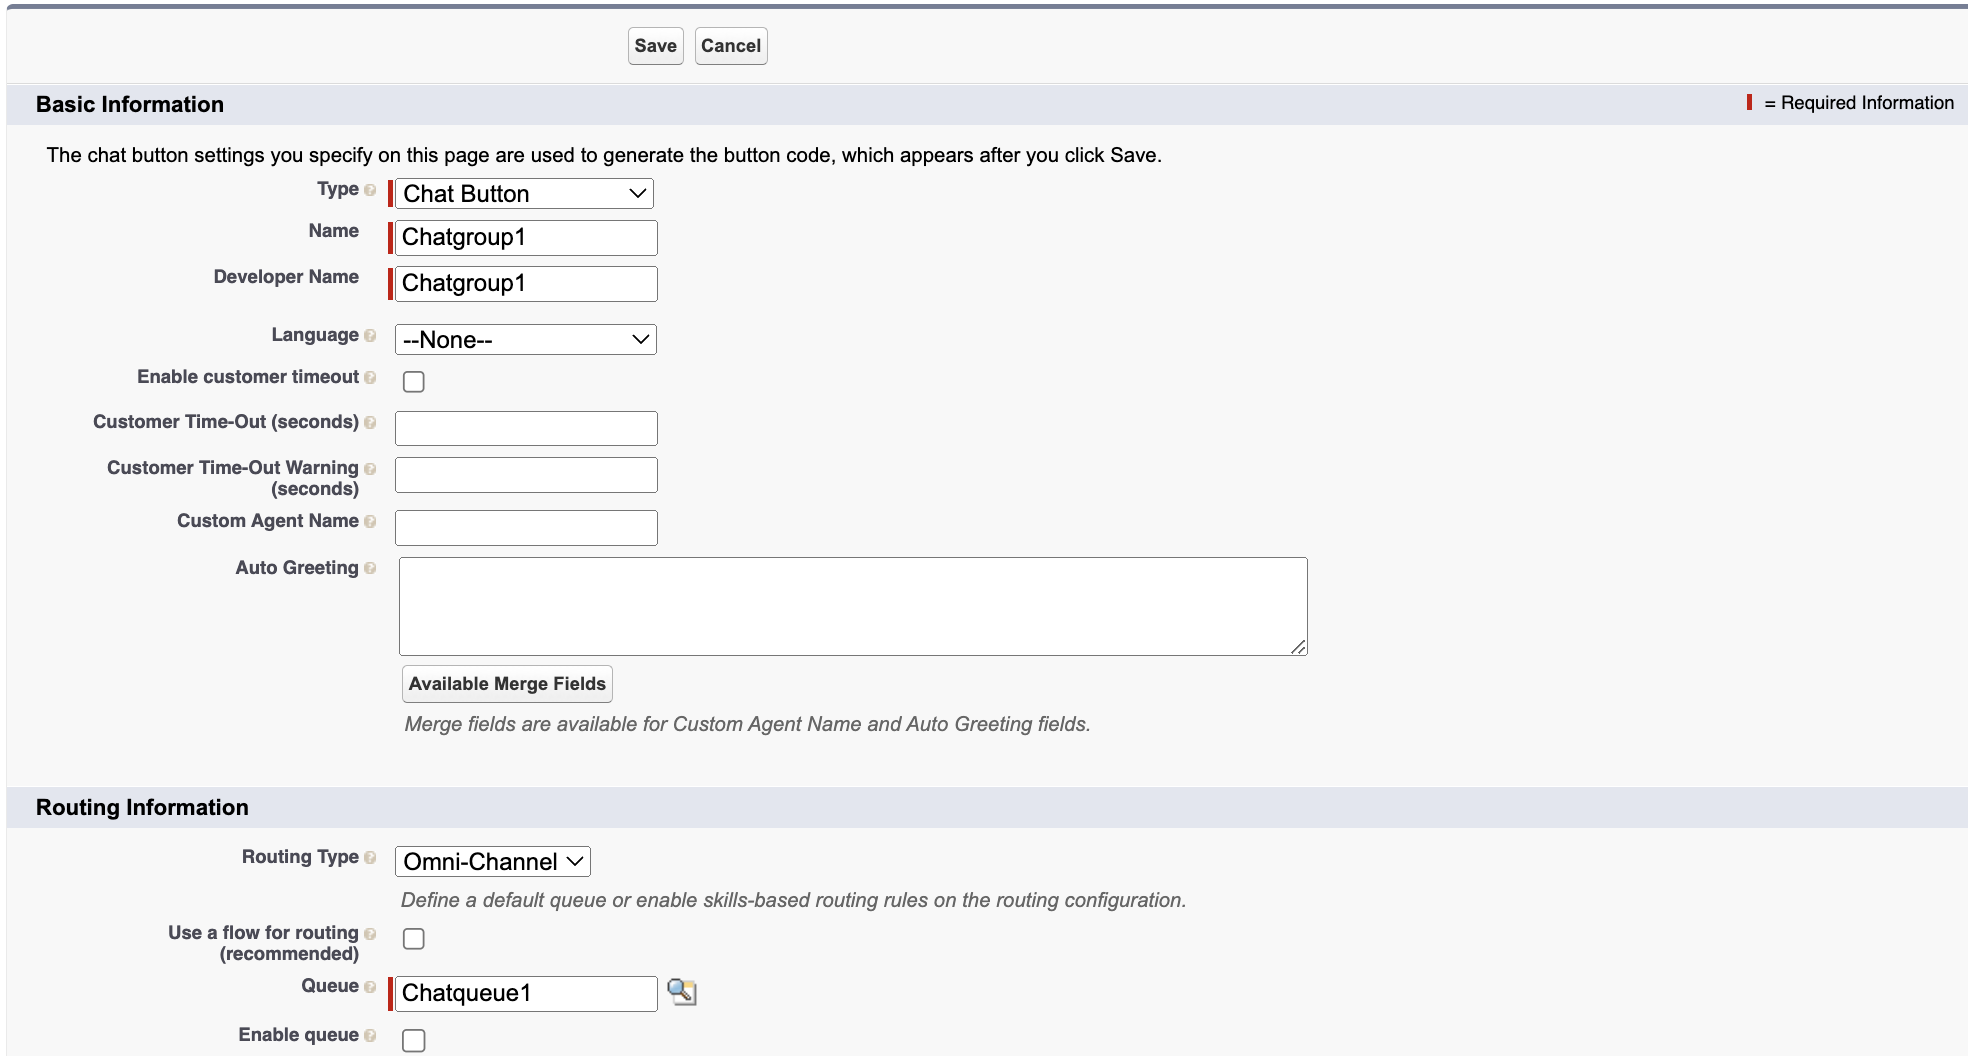 Save Cancel
Basic Information
= Required Information
The chat button settings you specify on this page are used to generate the button code, which appears after you click Save.
Type ? Chat Button
Name Chatgroup1
Developer Name Chatgroup1
Language ? --None--
Enable customer timeout ?
Customer Time-Out (seconds) ?
Customer Time-Out Warning ?
(seconds)
Custom Agent Name ?
Auto Greeting ?
Available Merge Fields
Merge fields are available for Custom Agent Name and Auto Greeting fields.
Routing Information
Routing Type ? Omni-Channel
Define a default queue or enable skills-based routing rules on the routing configuration.
Use a flow for routing ?
(recommended)
Queue ? Chatqueue1
Enable queue ?